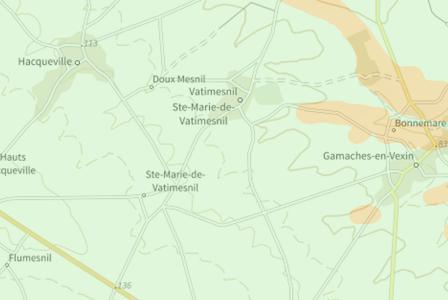 113
Hacqueville
Doux Mesnil
Vatimesnil
Ste-Marie-de-
Vatimesnil
Bonnemare
Gamaches-en-Vexin
Hauts
cqueville
Ste-Marie-de-
Vatimesnil
Flumesnil
136